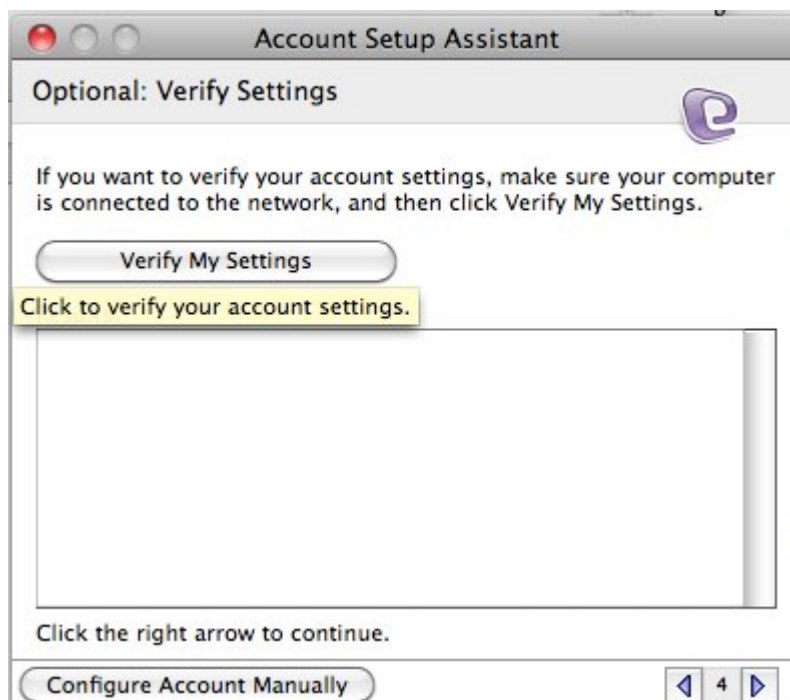 Account Setup Assistant
Optional: Verify Settings
If you want to verify your account settings, make sure your computer
is connected to the network, and then click Verify My Settings.
Verify My Settings
Click to verify your account settings.
Click the right arrow to continue.
Configure Account Manually
4